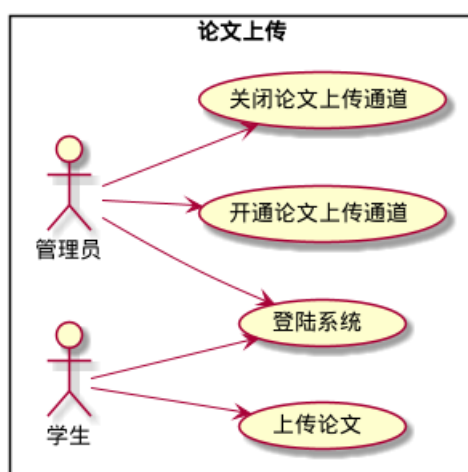 论文上传
关闭论文上传通道
开通论文上传通道
管理员
登陆系统
学生
上传论文